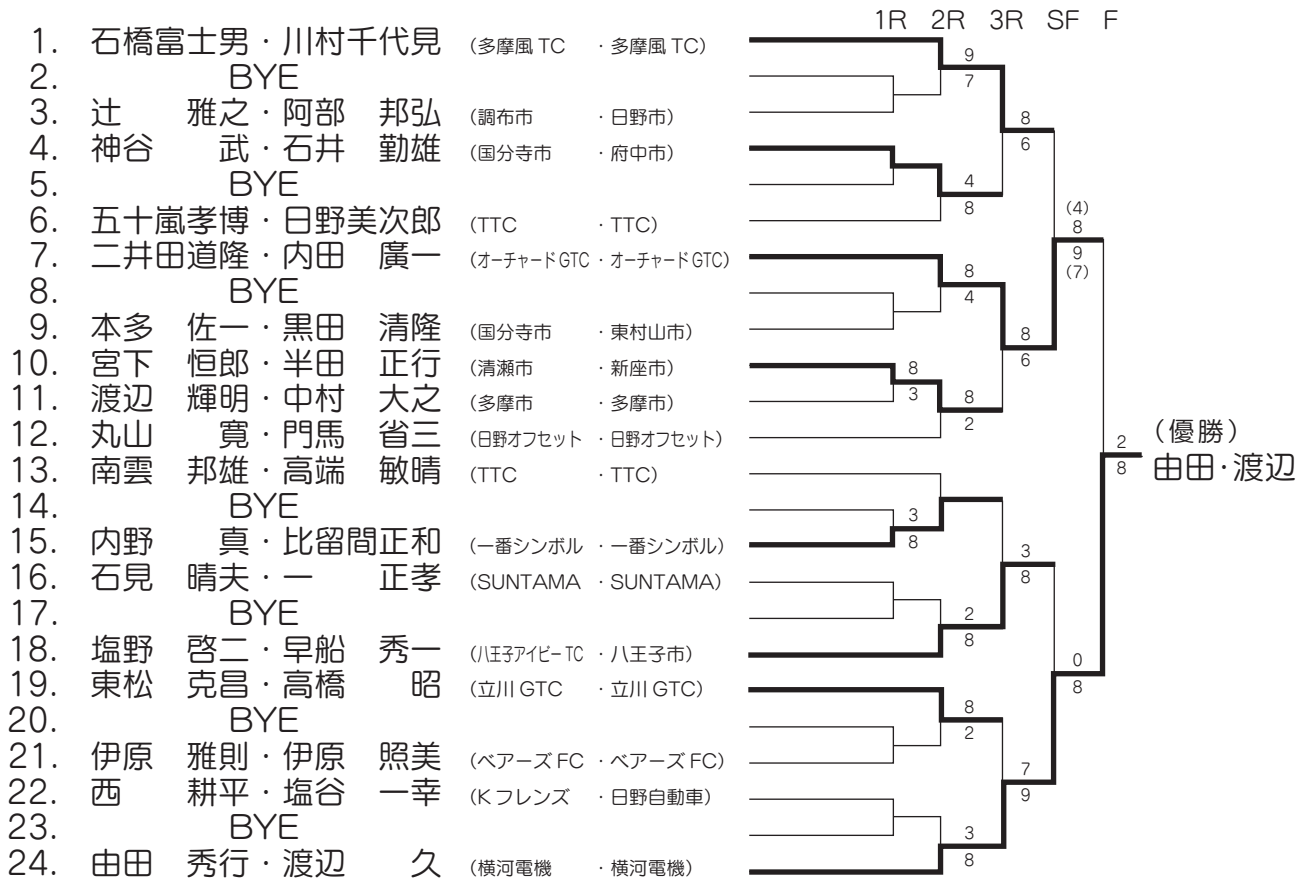 1R 2R 3R SF F
1. 石橋富士男・川村千代見 (多摩風 TC ・多摩風 TC)
9
2. BYE
7
3. 辻 雅之・阿部 邦弘 (調布市 ・日野市)
8
4. 神谷 武・石井 勤雄 (国分寺市 ・府中市)
6
5. BYE
4
6. 五十嵐孝博・日野美次郎 (TTC ・TTC)
8
(4)
8
7. 二井田道隆・内田 廣一 (オーチャードGTC ・オーチャードGTC)
9
(7)
8
8. BYE
4
9. 本多 佐一・黒田 清隆 (国分寺市 ・東村山市)
8
10. 宮下 恒郎・半田 正行 (清瀬市 ・新座市)
8
6
11. 渡辺 輝明・中村 大之 (多摩市 ・多摩市)
3
8
12. 丸山 寛・門馬 省三 (日野オフセット ・日野オフセット)
2
2 (優勝)
13. 南雲 邦雄・高端 敏晴 (TTC ・TTC)
8 由田・渡辺
14. BYE
3
15. 内野 真・比留間正和 (一番シンボル ・一番シンボル)
8
3
16. 石見 晴夫・一 正孝 (SUNTAMA ・SUNTAMA)
8
17. BYE
2
18. 塩野 啓二・早船 秀一 (八王子アイビーTC ・八王子市)
8
0
19. 東松 克昌・高橋 昭 (立川 GTC ・立川 GTC)
8
8
20. BYE
2
21. 伊原 雅則・伊原 照美 (ベアーズFC ・ベアーズFC)
7
22. 西 耕平・塩谷 一幸 (Kフレンズ ・日野自動車)
9
23. BYE
3
24. 由田 秀行・渡辺 久 (横河電機 ・横河電機)
8